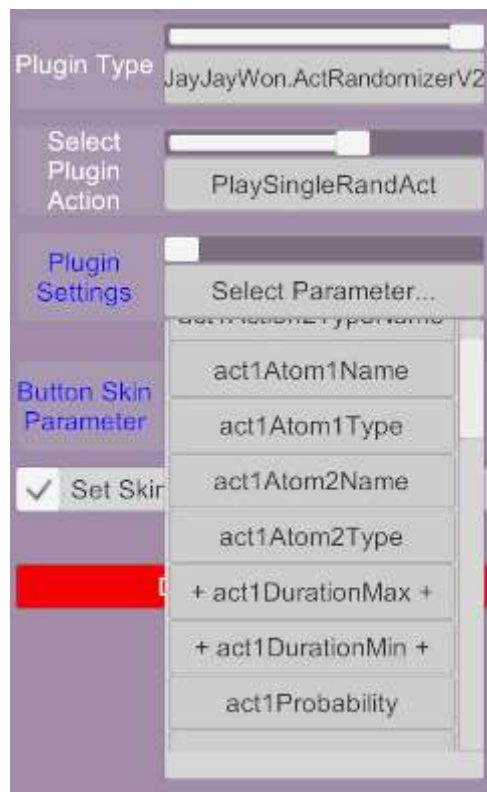 Plugin Type
JayJayWon.ActRandomizerV2
Select
Plugin
Action
PlaySingleRandAct
Plugin
Settings
Select Parameter...
act1Atom1Name
act1Atom1Type
Button Skin
Parameter
act1Atom2Name
Set Skin
act1Atom2Type
+ act1DurationMax +
+ act1DurationMin +
act1Probability